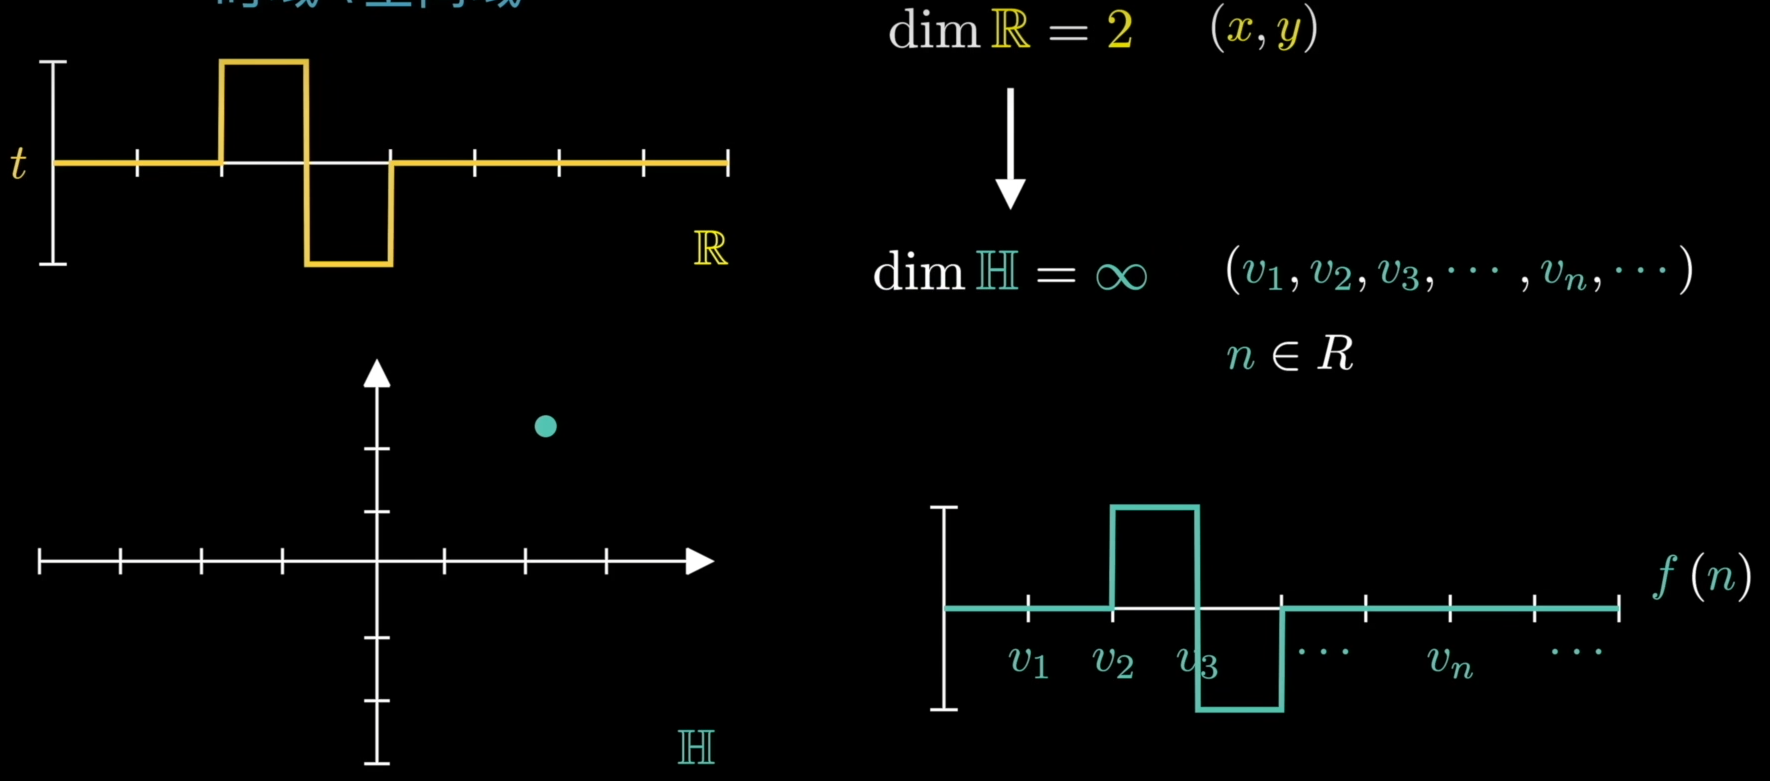 dim ℝ = 2 (x, y)
t
ℝ
dim ℍ = ∞ (v₁, v₂, v₃, ⋯ , vₙ, ⋯)
n ∈ R
f (n)
v₁ v₂ v₃ ⋯ vₙ ⋯
ℍ